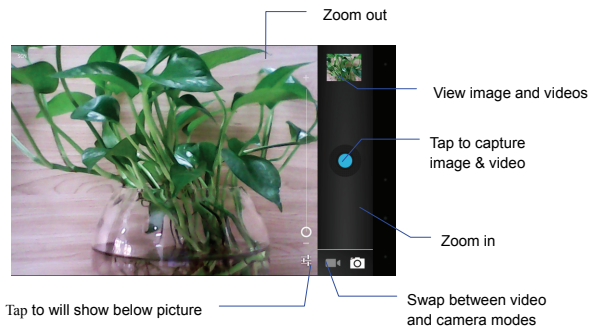 Zoom out
View image and videos
Tap to capture
image & video
Zoom in
Tap to will show below picture
Swap between video
and camera modes